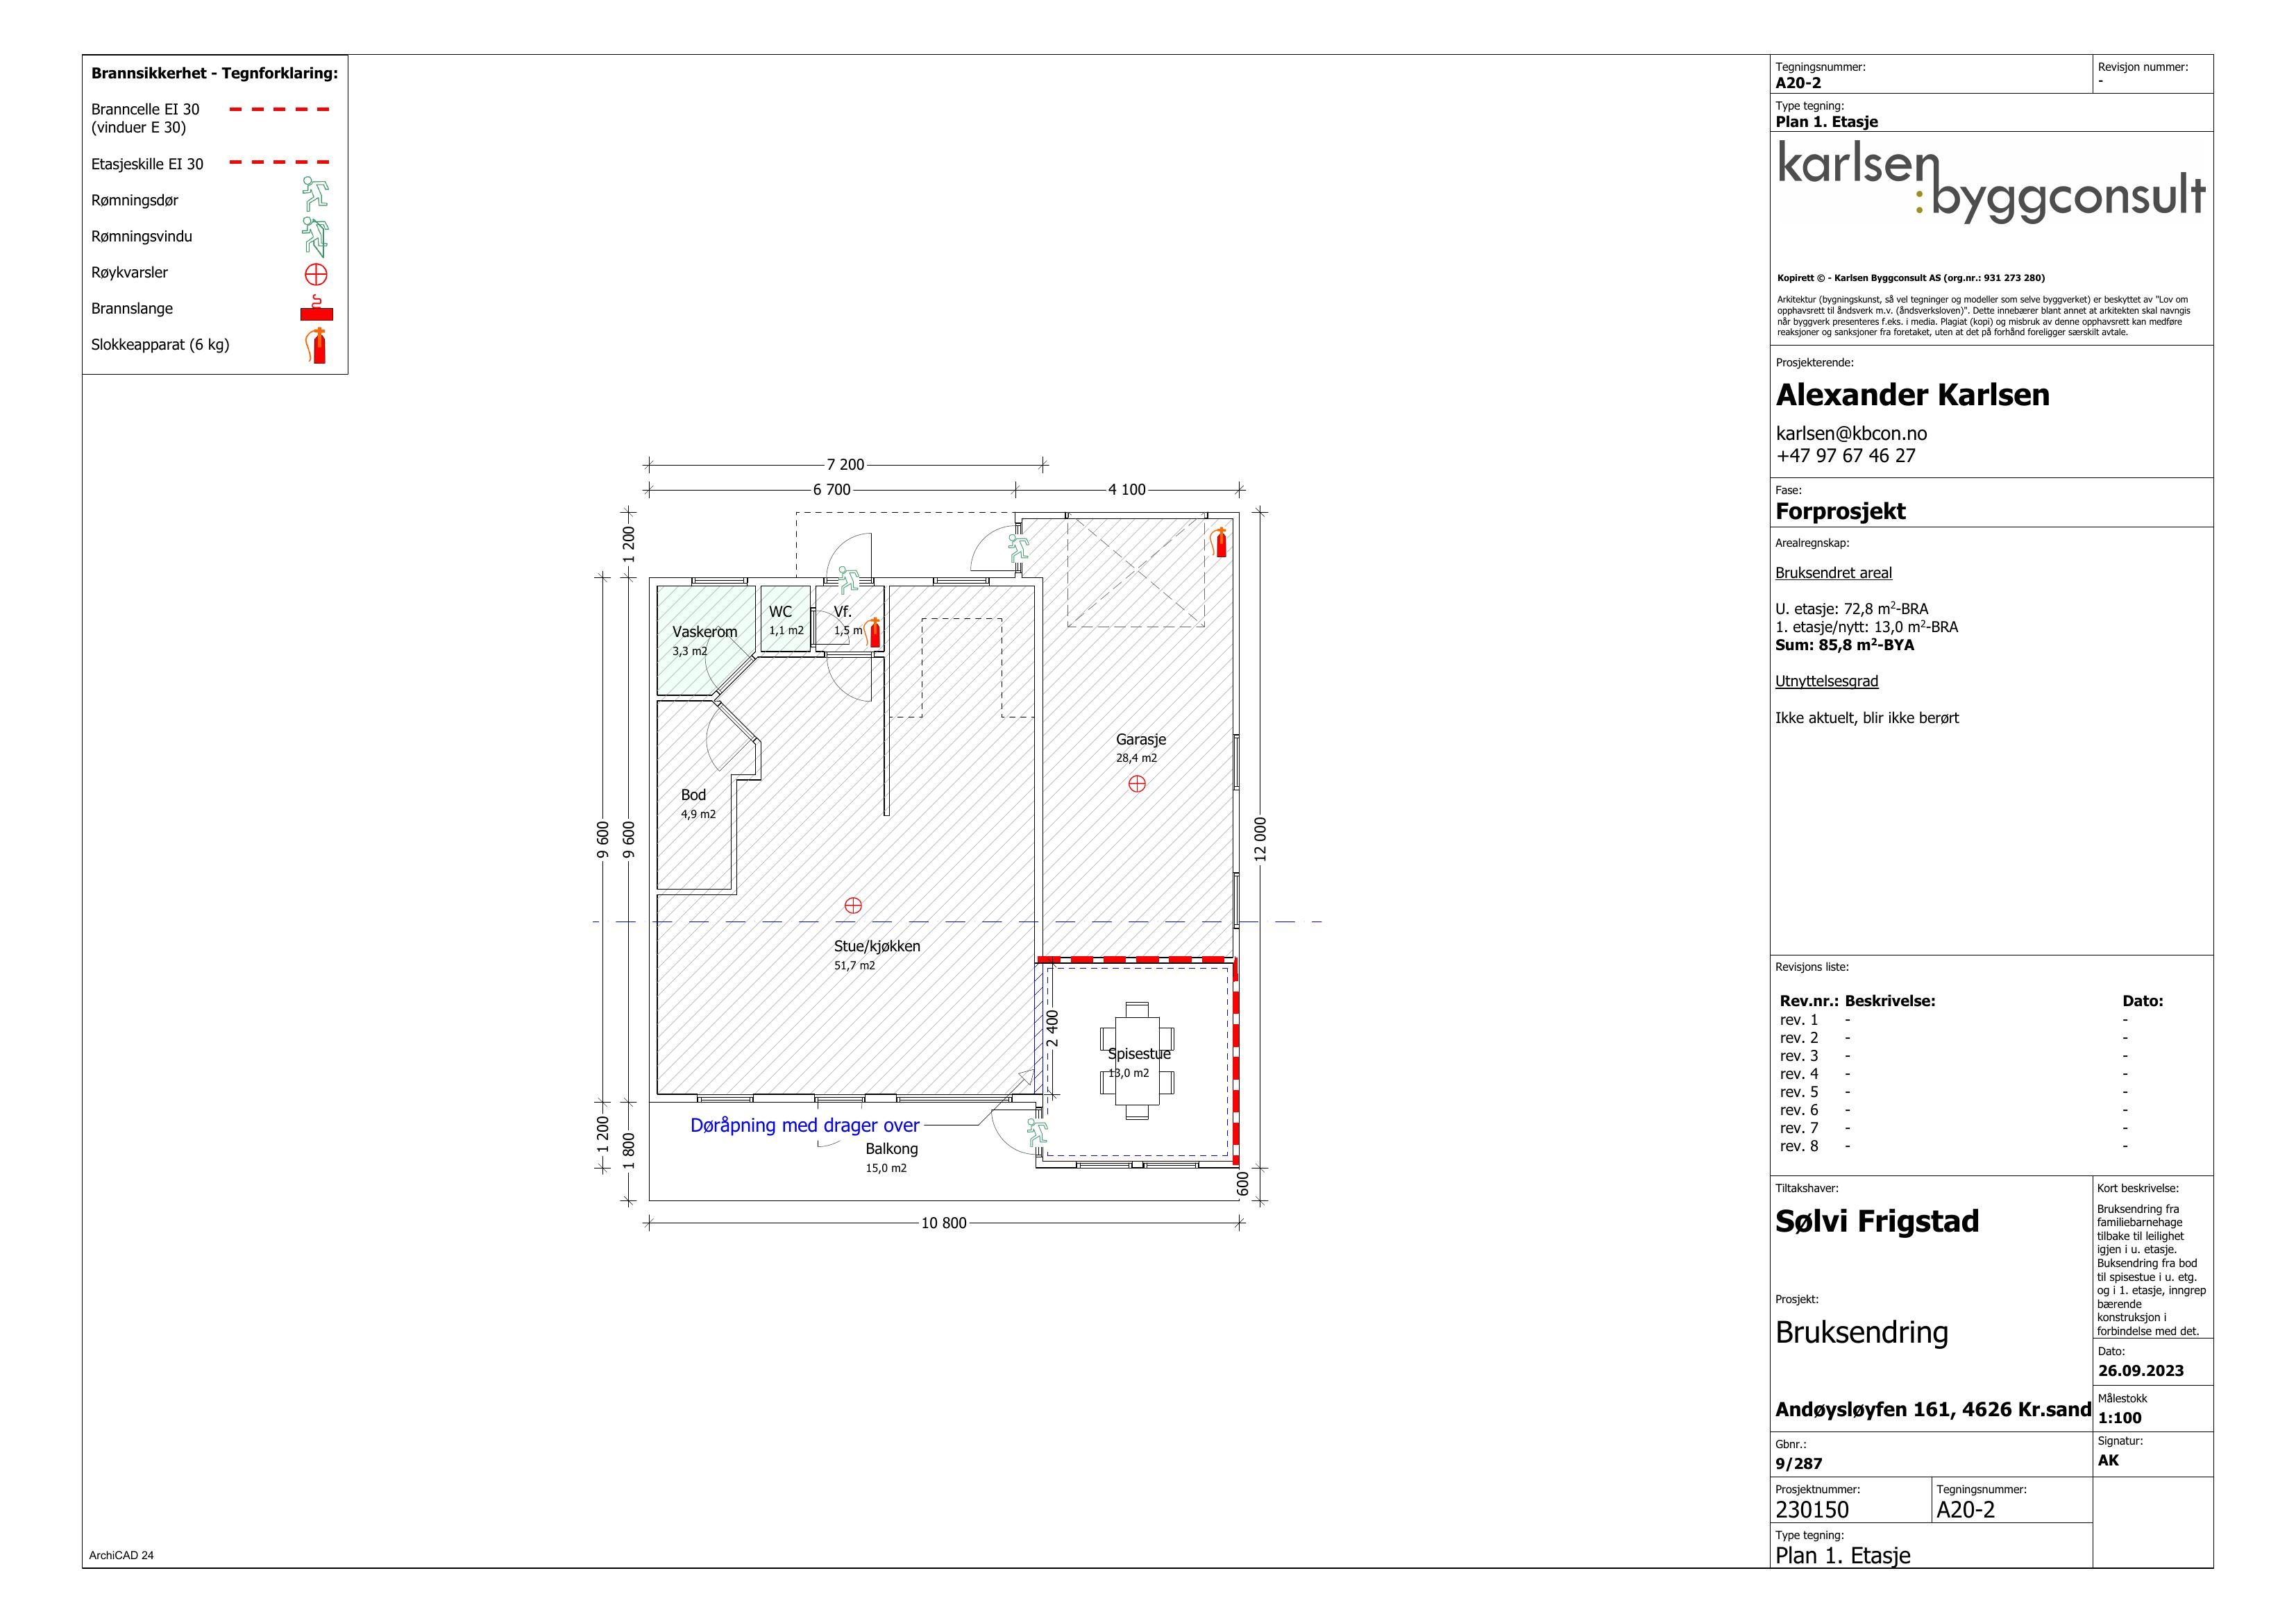 Brannsikkerhet - Tegnforklaring:
Branncelle EI 30
(vinduer E 30)
Etasjeskille EI 30
Rømningsdør
Rømningsvindu
Røykvarsler
Brannslange
Slokkeapparat (6 kg)
7 200
6 700
4 100
1 200
9 600
9 600
12 000
WC
1,1 m2
Vf.
1,5 m
Vaskerom
3,3 m2
Garasje
28,4 m2
Bod
4,9 m2
Stue/kjøkken
51,7 m2
2 400
Spisestue
13,0 m2
Døråpning med drager over
Balkong
15,0 m2
1 200
1 800
600
10 800
ArchiCAD 24
Tegningsnummer:
A20-2
Revisjon nummer:
-
Type tegning:
Plan 1. Etasje
karlsen
:byggconsult
Kopirett © - Karlsen Byggconsult AS (org.nr.: 931 273 280)
Arkitektur (bygningskunst, så vel tegninger og modeller som selve byggverket) er beskyttet av "Lov om
opphavsrett til åndsverk m.v. (åndsverksloven)". Dette innebærer blant annet at arkitekten skal navngis
når byggverk presenteres f.eks. i media. Plagiat (kopi) og misbruk av denne opphavsrett kan medføre
reaksjoner og sanksjoner fra foretaket, uten at det på forhånd foreligger særskilt avtale.
Prosjekterende:
Alexander Karlsen
karlsen@kbcon.no
+47 97 67 46 27
Fase:
Forprosjekt
Arealregnskap:
Bruksendret areal
U. etasje: 72,8 m²-BRA
1. etasje/nytt: 13,0 m²-BRA
Sum: 85,8 m²-BYA
Utnyttelsesgrad
Ikke aktuelt, blir ikke berørt
Revisjons liste:
Rev.nr.: Beskrivelse: Dato:
rev. 1 - -
rev. 2 - -
rev. 3 - -
rev. 4 - -
rev. 5 - -
rev. 6 - -
rev. 7 - -
rev. 8 - -
Tiltakshaver:
Sølvi Frigstad
Prosjekt:
Bruksendring
Andøysløyfen 161, 4626 Kr.sand
Kort beskrivelse:
Bruksendring fra
familiebarnehage
tilbake til leilighet
igjen i u. etasje.
Buksendring fra bod
til spisestue i u. etg.
og i 1. etasje, inngrep
bærende
konstruksjon i
forbindelse med det.
Dato:
26.09.2023
Målestokk
1:100
Gbnr.:
9/287
Signatur:
AK
Prosjektnummer:
230150
Tegningsnummer:
A20-2
Type tegning:
Plan 1. Etasje